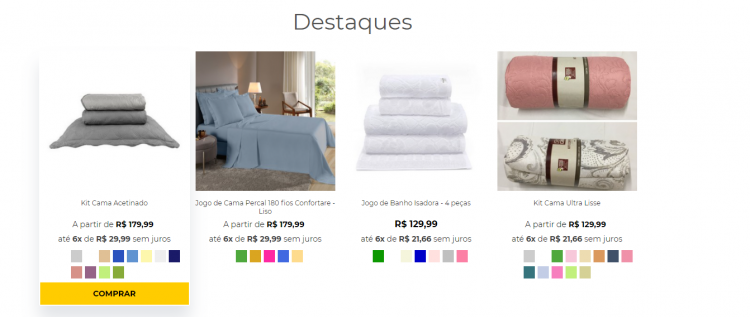 Destaques
Kit Cama Acetinado
A partir de R$ 179,99
até 6x de R$ 29,99 sem juros
COMPRAR
Jogo de Cama Percal 180 fios Confortare -
Liso
A partir de R$ 179,99
até 6x de R$ 29,99 sem juros
Jogo de Banho Isadora - 4 peças
R$ 129,99
até 6x de R$ 21,66 sem juros
Kit Cama Ultra Lisse
A partir de R$ 129,99
até 6x de R$ 21,66 sem juros